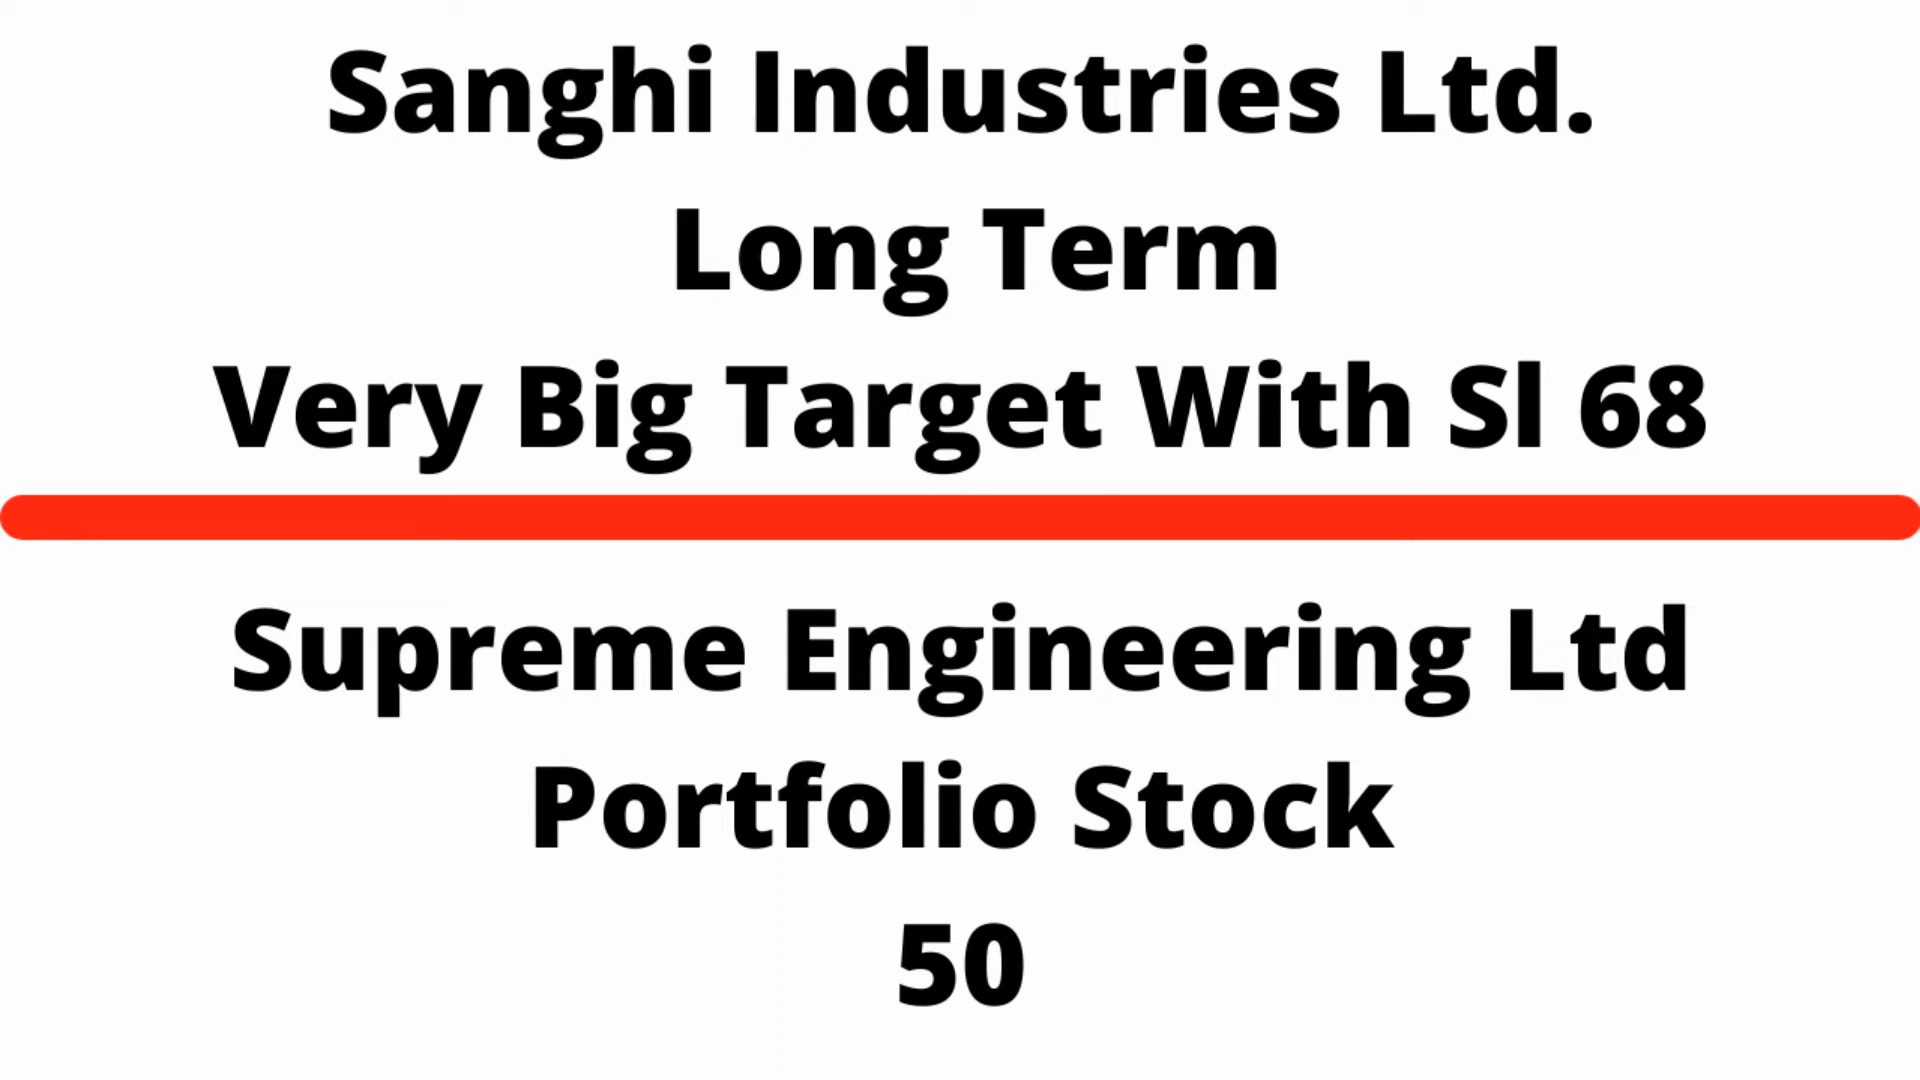 Sanghi Industries Ltd.
Long Term
Very Big Target With Sl 68
Supreme Engineering Ltd
Portfolio Stock
50